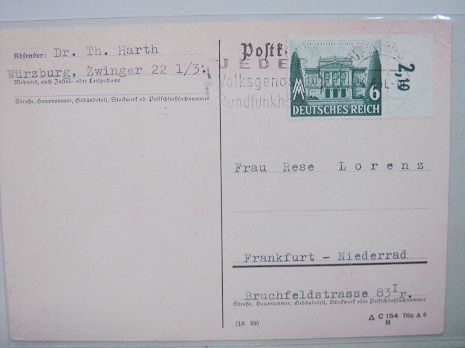 Absender: Dr. Th. Harth
Würzburg, Zwinger 22 1/3.
Wohnort, auch Zustell- oder Leitpostamt
Straße, Hausnummer, Gebäudeteil, Stockwerk od. Postschließfachnummer
Postk
JEDE
Volksgenos
Rundfunkh
6
DEUTSCHES REICH
2,10
Frau Rese Lorenz
Frankfurt - Niederrad
Bruchfeldstrasse 83 I r.
Straße, Hausnummer, Gebäudeteil, Stockwerk oder Postschließfachnummer
(10. 39)
C 154 Din A 6
B